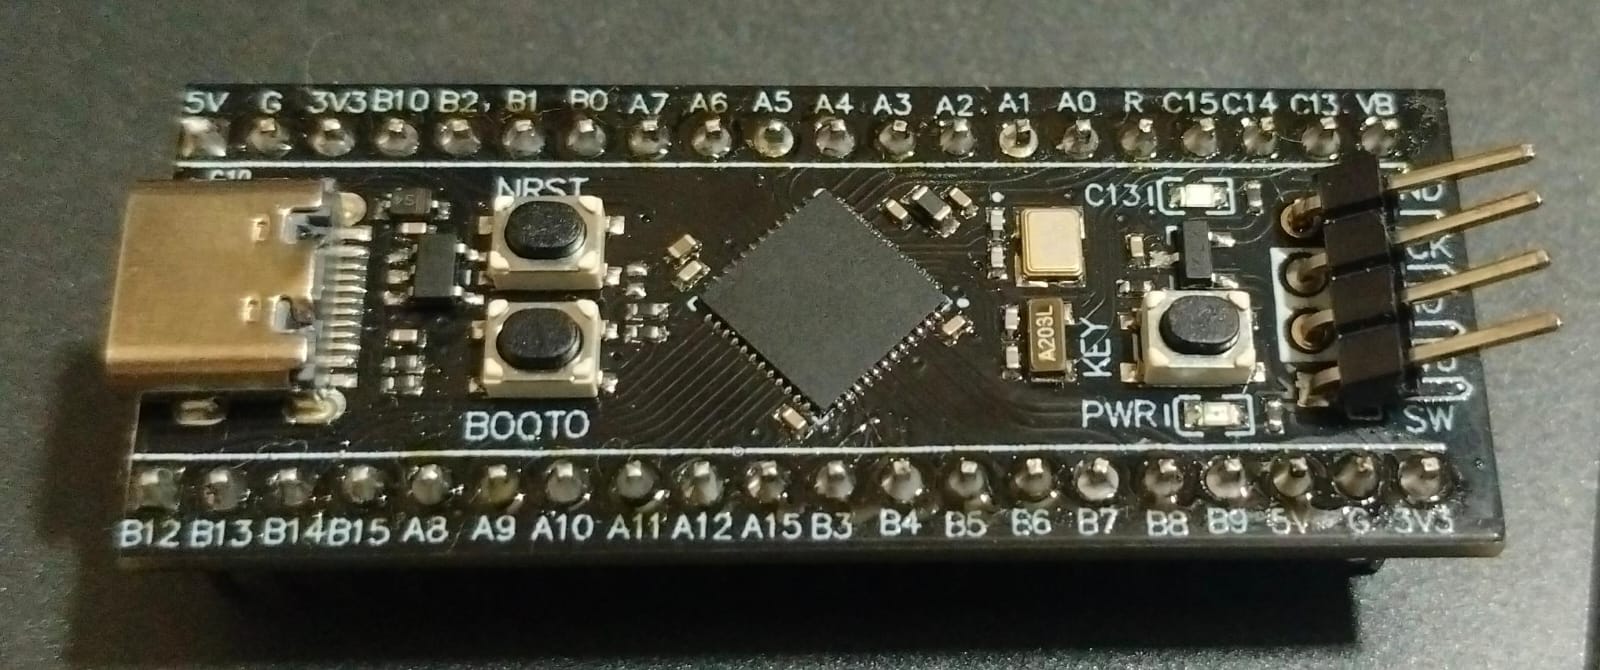 5V G 3V3 B10 B2 B1 B0 A7 A6 A5 A4 A3 A2 A1 A0 R C15 C14 C13 VB
NRST
C13
A203L
KEY
BOOT0
PWR
SW
B12 B13 B14 B15 A8 A9 A10 A11 A12 A15 B3 B4 B5 B6 B7 B8 B9 5V G 3V3